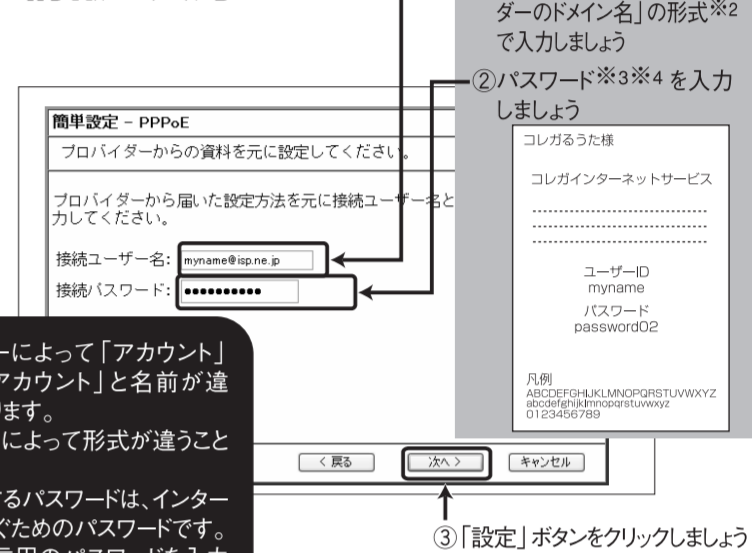 ダーのドメイン名」の形式※2
で入力しましょう
②パスワード※3※4 を入力
しましょう
コレガるうた様
コレガインターネットサービス
ユーザーID
myname
パスワード
password02
凡例
ABCDEFGHIJKLMNOPQRSTUVWXYZ
abcdefghijklmnopqrstuvwxyz
0123456789
簡単設定 - PPPoE
プロバイダーからの資料を元に設定してください。
プロバイダーから届いた設定方法を元に接続ユーザー名と
力してください。
接続ユーザー名: myname@isp.ne.jp
接続パスワード: ●●●●●●●●●●
ーによって「アカウント」
アカウント」と名前が違
ります。
によって形式が違うこと
るパスワードは、インター
ぐためのパスワードです。
< 戻る
次へ >
キャンセル
③「設定」ボタンをクリックしましょう